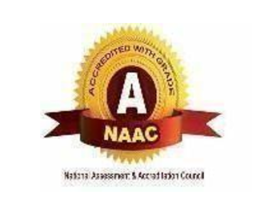 ACCREDITED WITH GRADE
A
NAAC
National Assessment & Accreditation Council